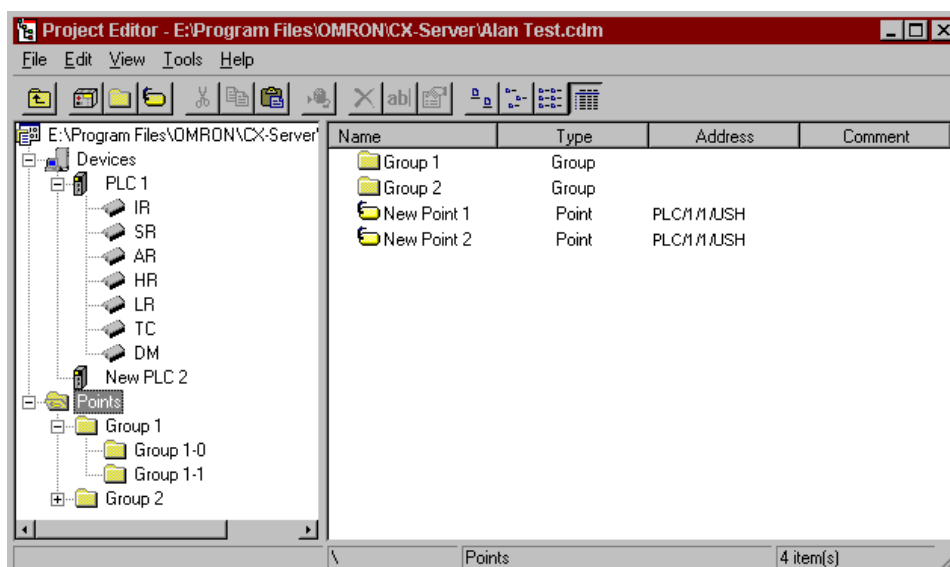 Project Editor - E:\Program Files\OMRON\CX-Server\Alan Test.cdm
File Edit View Tools Help
ab
E:\Program Files\OMRON\CX-Server'
Devices
PLC 1
IR
SR
AR
HR
LR
TC
DM
New PLC 2
Points
Group 1
Group 1-0
Group 1-1
Group 2
Name Type Address Comment
Group 1 Group
Group 2 Group
New Point 1 Point PLC/1/1/USH
New Point 2 Point PLC/1/1/USH
\ Points 4 item(s)